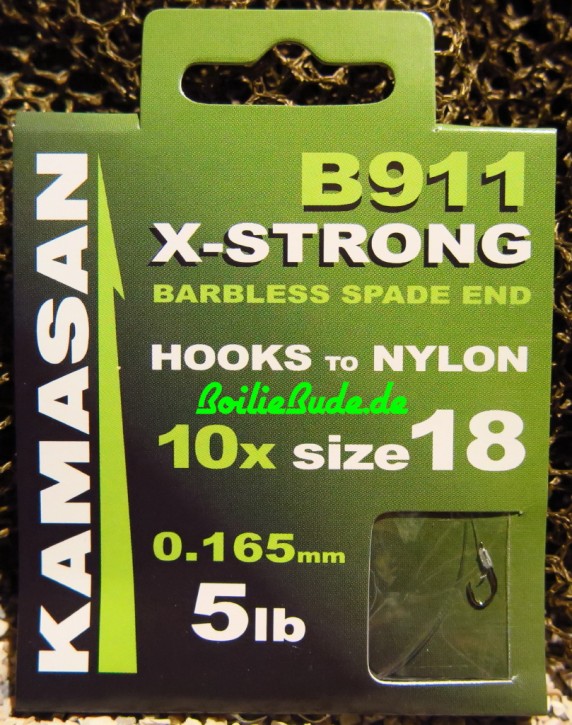 KAMASAN
B911
X-STRONG
BARBLESS SPADE END
HOOKS TO NYLON
BoilieBude.de
10x size 18
0.165mm
5lb